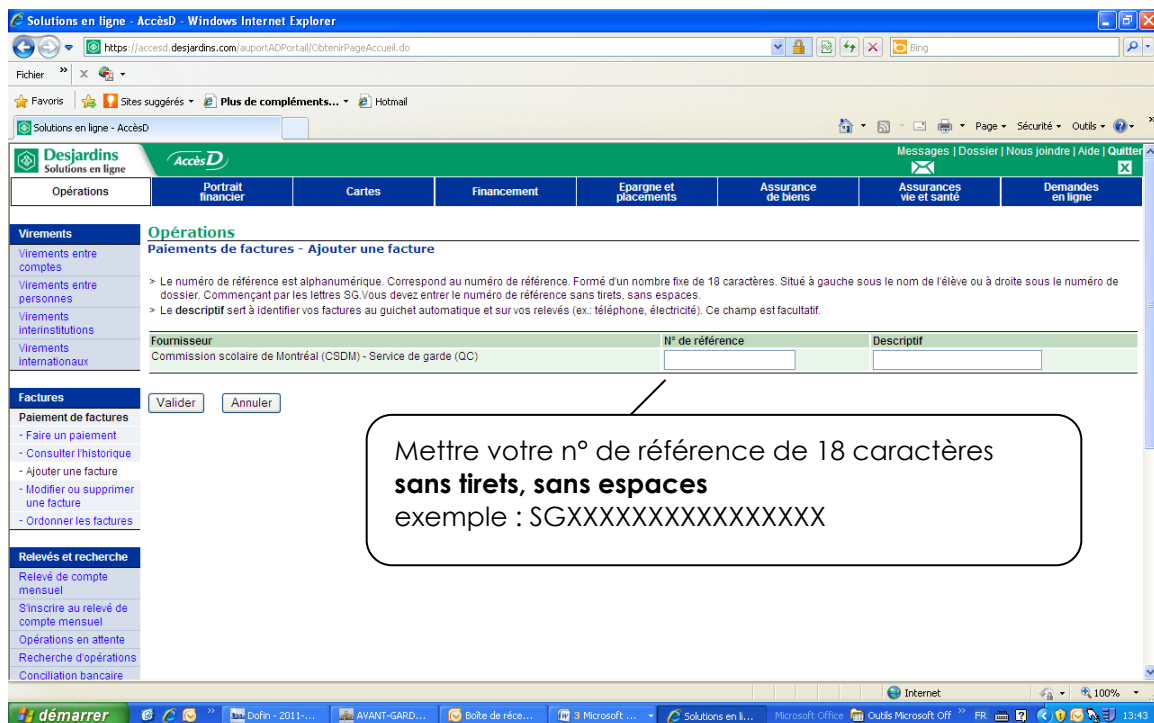 Solutions en ligne - AccèsD - Windows Internet Explorer
https://accesd.desjardins.com/auportADPortail/ObtenirPageAccueil.do
Bing
Fichier » x
Favoris Sites suggérés Plus de compléments... Hotmail
Solutions en ligne - AccèsD
Page Sécurité Outils »
Desjardins
Solutions en ligne
AccèsD
Messages | Dossier | Nous joindre | Aide | Quitter
X
Opérations
Portrait
financier
Cartes
Financement
Epargne et
placements
Assurance
de biens
Assurances
vie et santé
Demandes
en ligne
Virements
Virements entre
comptes
Virements entre
personnes
Virements
interinstitutions
Virements
internationaux
Factures
Paiement de factures
- Faire un paiement
- Consulter l'historique
- Ajouter une facture
- Modifier ou supprimer
une facture
- Ordonner les factures
Relevés et recherche
Relevé de compte
mensuel
S'inscrire au relevé de
compte mensuel
Opérations en attente
Recherche d'opérations
Conciliation bancaire
Opérations
Paiements de factures - Ajouter une facture
> Le numéro de référence est alphanumérique. Correspond au numéro de référence. Formé d'un nombre fixe de 18 caractères. Situé à gauche sous le nom de l'élève ou à droite sous le numéro de
dossier. Commençant par les lettres SG.Vous devez entrer le numéro de référence sans tirets, sans espaces.
> Le descriptif sert à identifier vos factures au guichet automatique et sur vos relevés (ex.: téléphone, électricité). Ce champ est facultatif.
Fournisseur
N° de référence
Descriptif
Commission scolaire de Montréal (CSDM) - Service de garde (QC)
Valider
Annuler
Mettre votre n° de référence de 18 caractères
sans tirets, sans espaces
exemple : SGXXXXXXXXXXXXXXXX
Internet
100%
démarrer
»
Dofin - 2011-...
AVANT-GARD...
Boîte de réce...
3 Microsoft ...
Solutions en li...
Microsoft Office
Outils Microsoft Off
»
FR
13:43